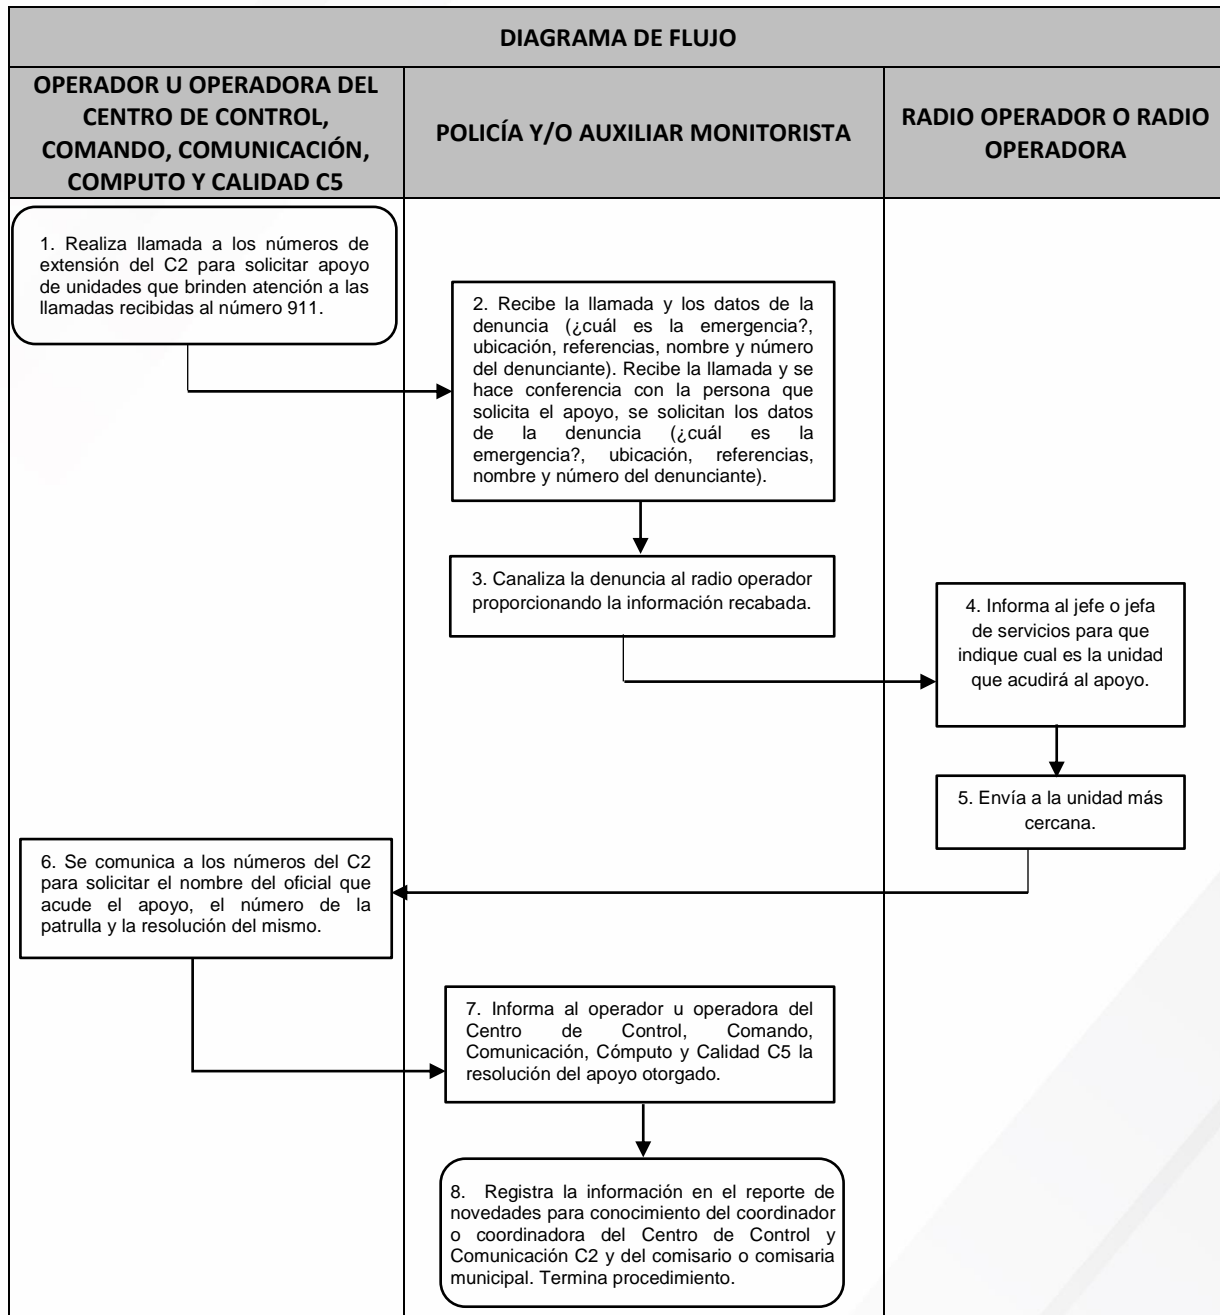 DIAGRAMA DE FLUJO
OPERADOR U OPERADORA DEL
CENTRO DE CONTROL,
COMANDO, COMUNICACIÓN,
COMPUTO Y CALIDAD C5
POLICÍA Y/O AUXILIAR MONITORISTA
RADIO OPERADOR O RADIO
OPERADORA
1. Realiza llamada a los números de
extensión del C2 para solicitar apoyo
de unidades que brinden atención a las
llamadas recibidas al número 911.
2. Recibe la llamada y los datos de la
denuncia (¿cuál es la emergencia?,
ubicación, referencias, nombre y número
del denunciante). Recibe la llamada y se
hace conferencia con la persona que
solicita el apoyo, se solicitan los datos
de la denuncia (¿cuál es la
emergencia?, ubicación, referencias,
nombre y número del denunciante).
3. Canaliza la denuncia al radio operador
proporcionando la información recabada.
4. Informa al jefe o jefa
de servicios para que
indique cual es la unidad
que acudirá al apoyo.
5. Envía a la unidad más
cercana.
6. Se comunica a los números del C2
para solicitar el nombre del oficial que
acude el apoyo, el número de la
patrulla y la resolución del mismo.
7. Informa al operador u operadora del
Centro de Control, Comando,
Comunicación, Cómputo y Calidad C5 la
resolución del apoyo otorgado.
8. Registra la información en el reporte de
novedades para conocimiento del coordinador
o coordinadora del Centro de Control y
Comunicación C2 y del comisario o comisaria
municipal. Termina procedimiento.